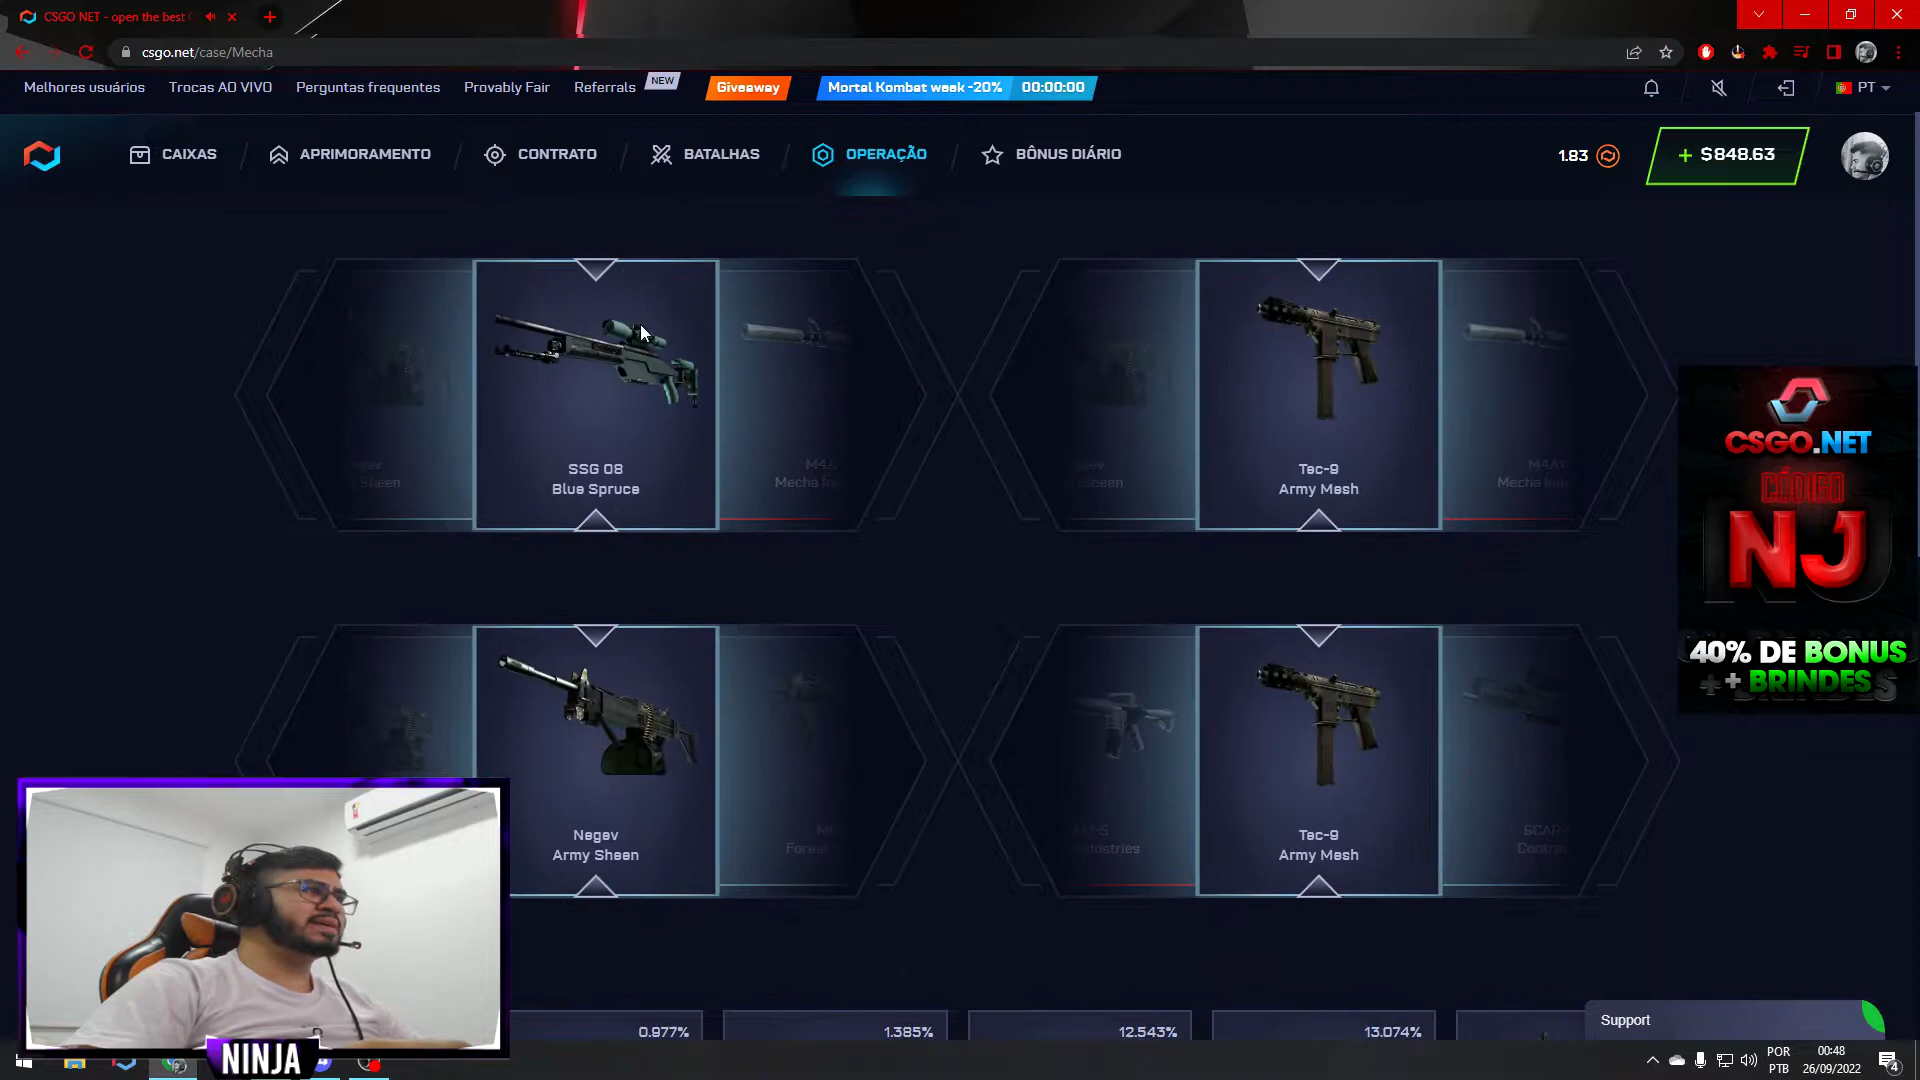 CSGO NET - open the best
csgo.net/case/Mecha
Melhores usuários
Trocas AO VIVO
Perguntas frequentes
Provably Fair
Referrals
NEW
Giveaway
Mortal Kombat week -20%
00:00:00
PT
CAIXAS
APRIMORAMENTO
CONTRATO
BATALHAS
OPERAÇÃO
BÔNUS DIÁRIO
1.83
+ $848.63
SSG 08
Blue Spruce
Tec-9
Army Mesh
CSGO.NET
CÓDIGO
NJ
40% DE BONUS
+ BRINDES
Negev
Army Sheen
Tec-9
Army Mesh
0.977%
1.385%
12.543%
13.074%
Support
NINJA
POR
PTB
00:48
26/09/2022
4